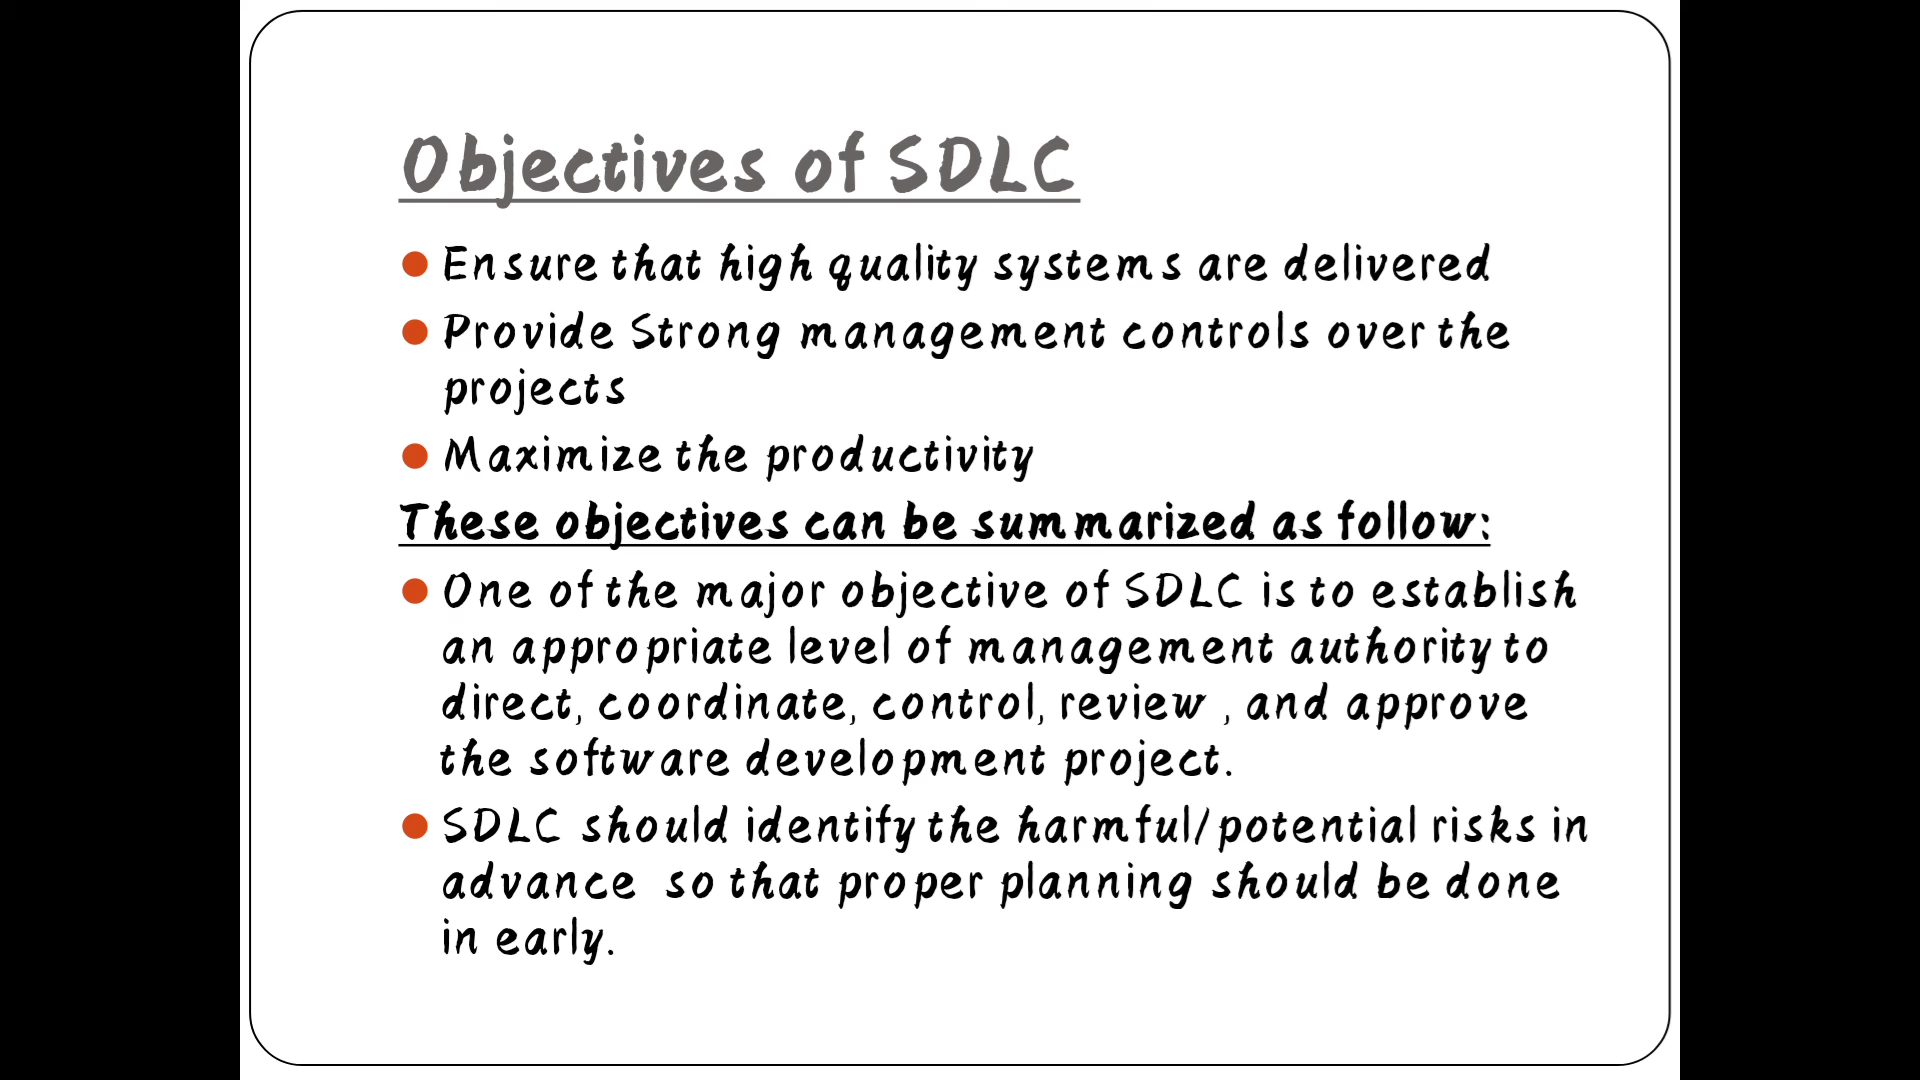 Objectives of SDLC
Ensure that high quality systems are delivered
Provide Strong management controls over the
projects
Maximize the productivity
These objectives can be summarized as follow:
One of the major objective of SDLC is to establish
an appropriate level of management authority to
direct, coordinate, control, review , and approve
the software development project.
SDLC should identify the harmful/potential risks in
advance so that proper planning should be done
in early.